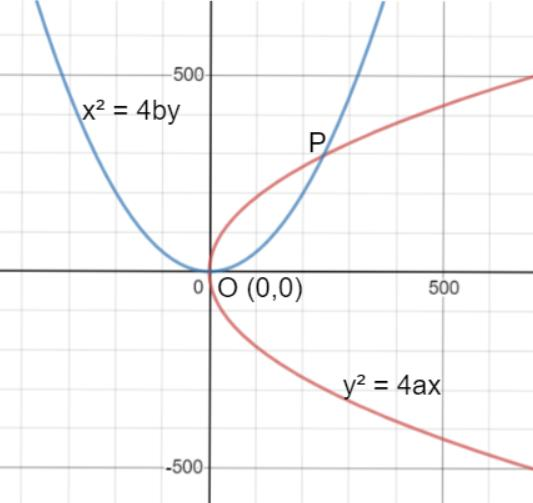 500
x² = 4by
P
0
O (0,0)
500
y² = 4ax
-500